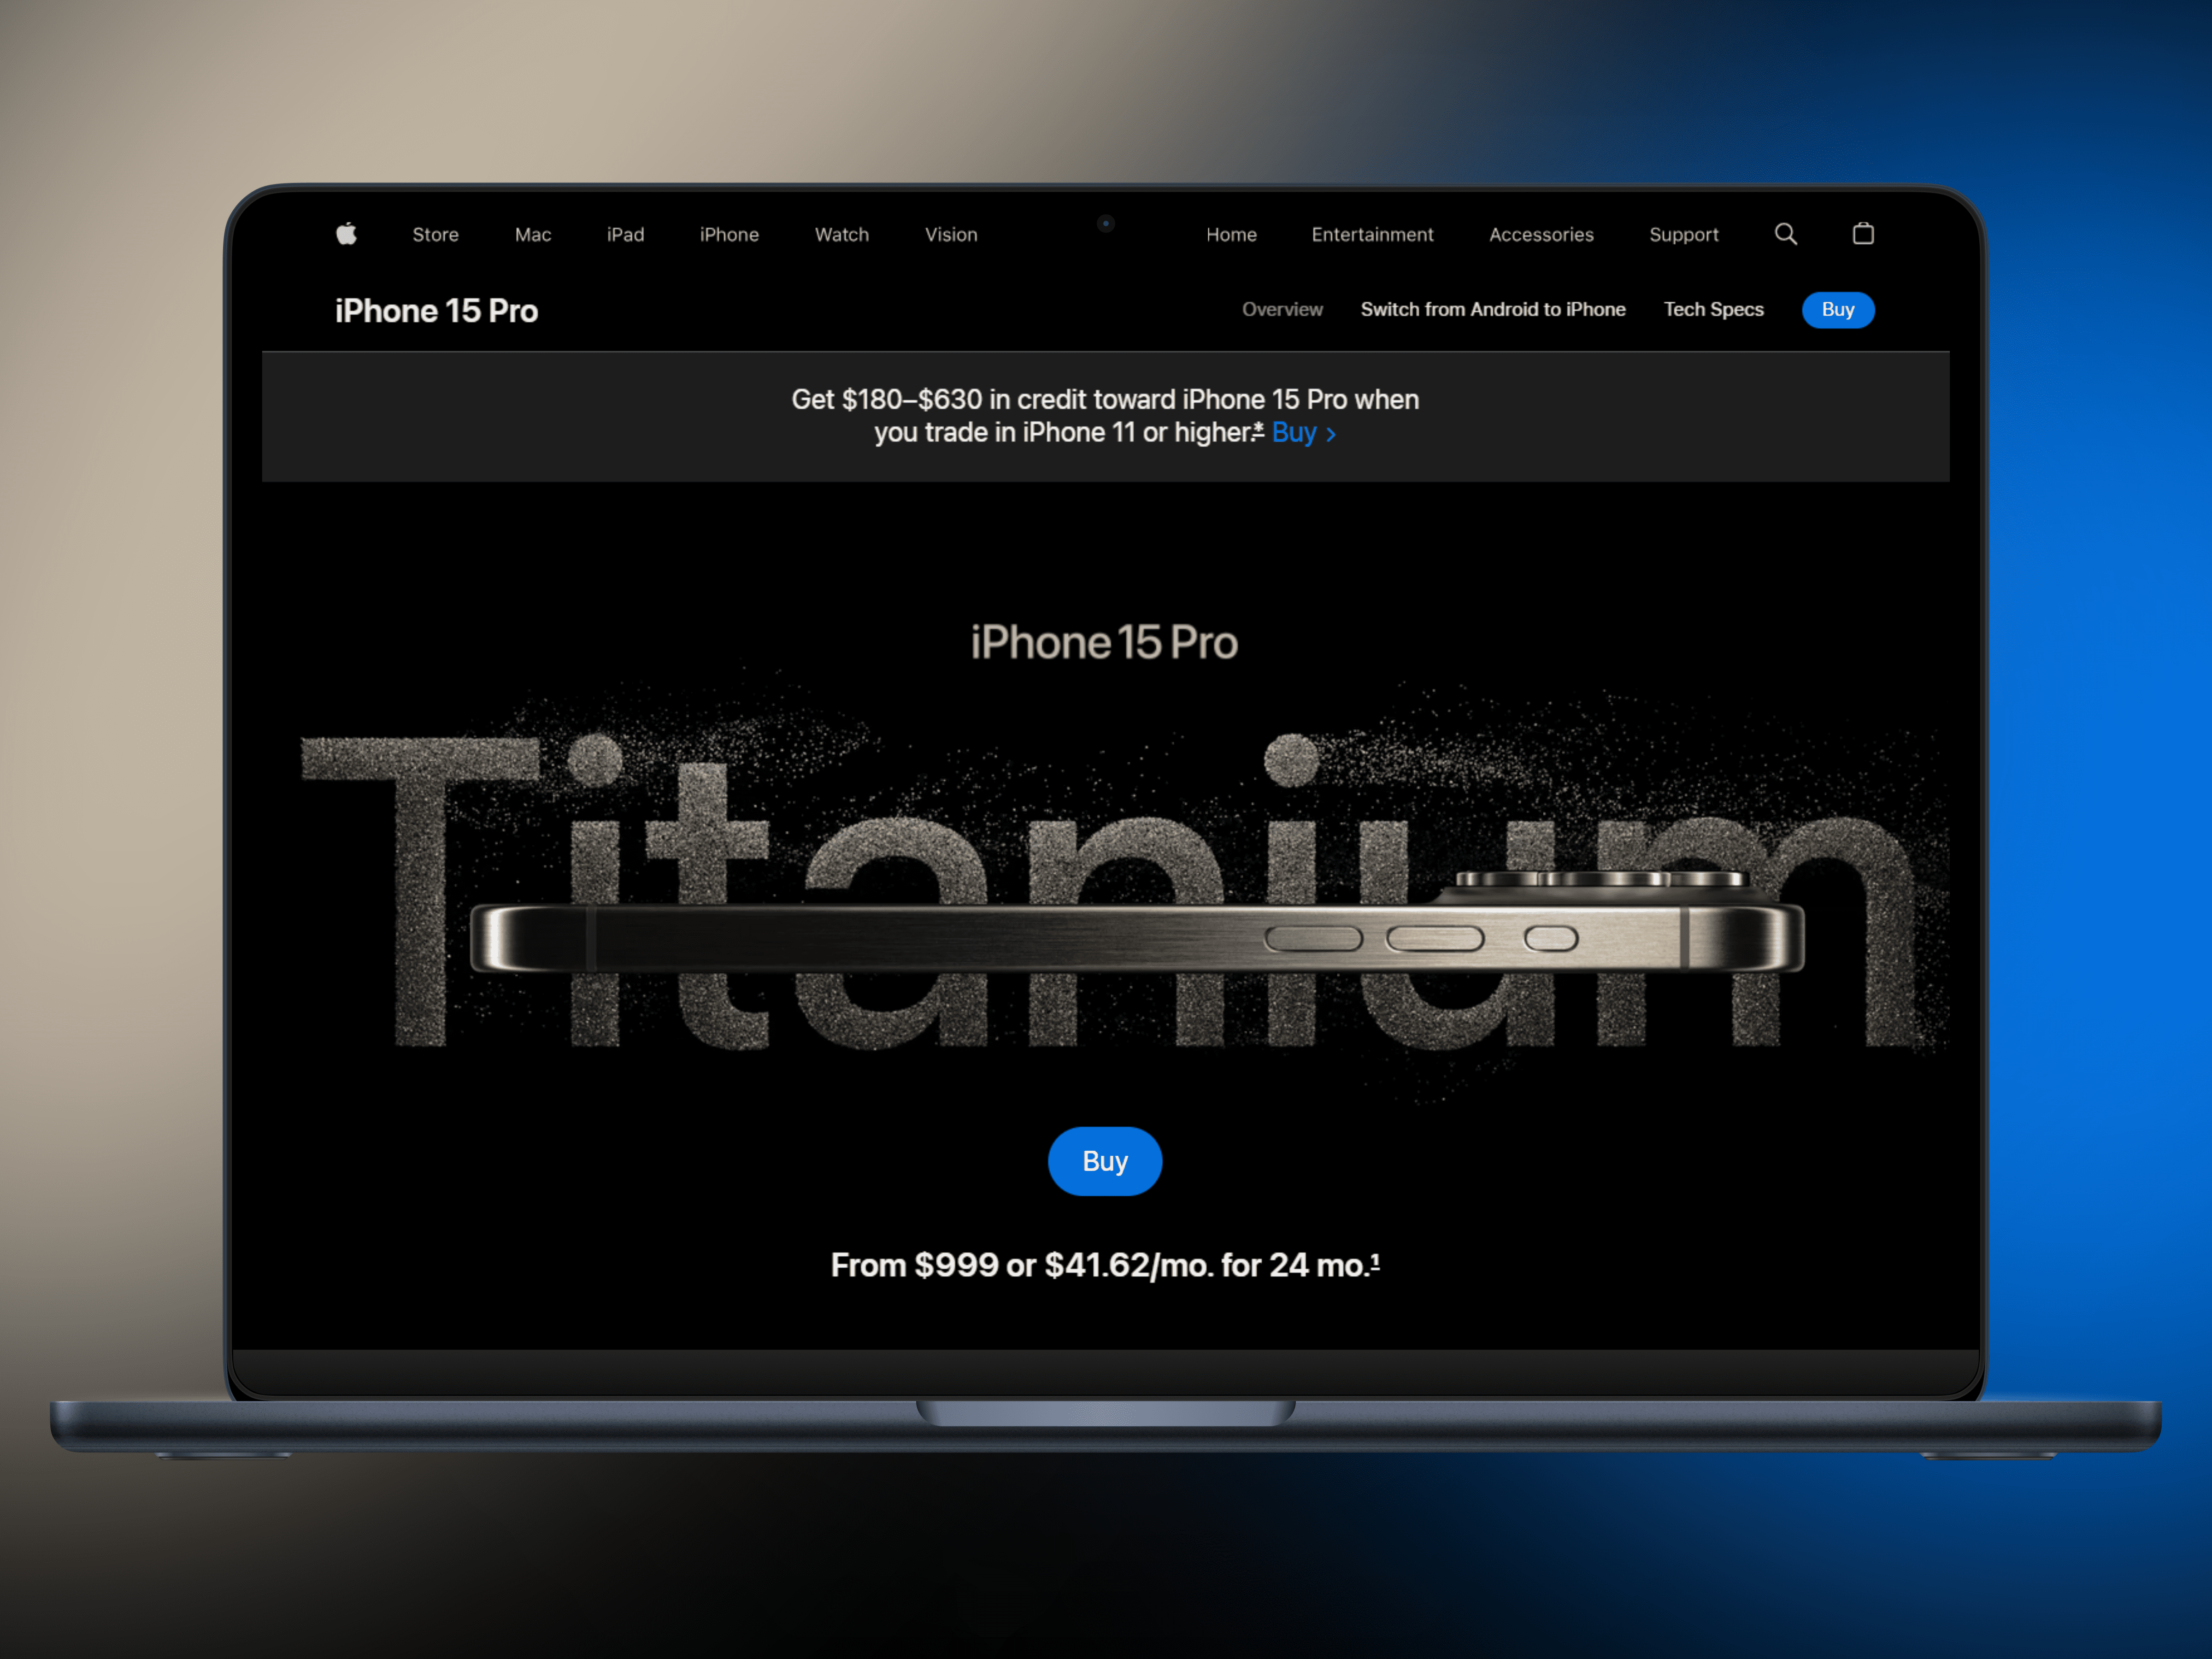 Store Mac iPad iPhone Watch Vision Home Entertainment Accessories Support
iPhone 15 Pro Overview Switch from Android to iPhone Tech Specs Buy
Get $180–$630 in credit toward iPhone 15 Pro when
you trade in iPhone 11 or higher.* Buy >
iPhone 15 Pro
Titanium
Buy
From $999 or $41.62/mo. for 24 mo.¹